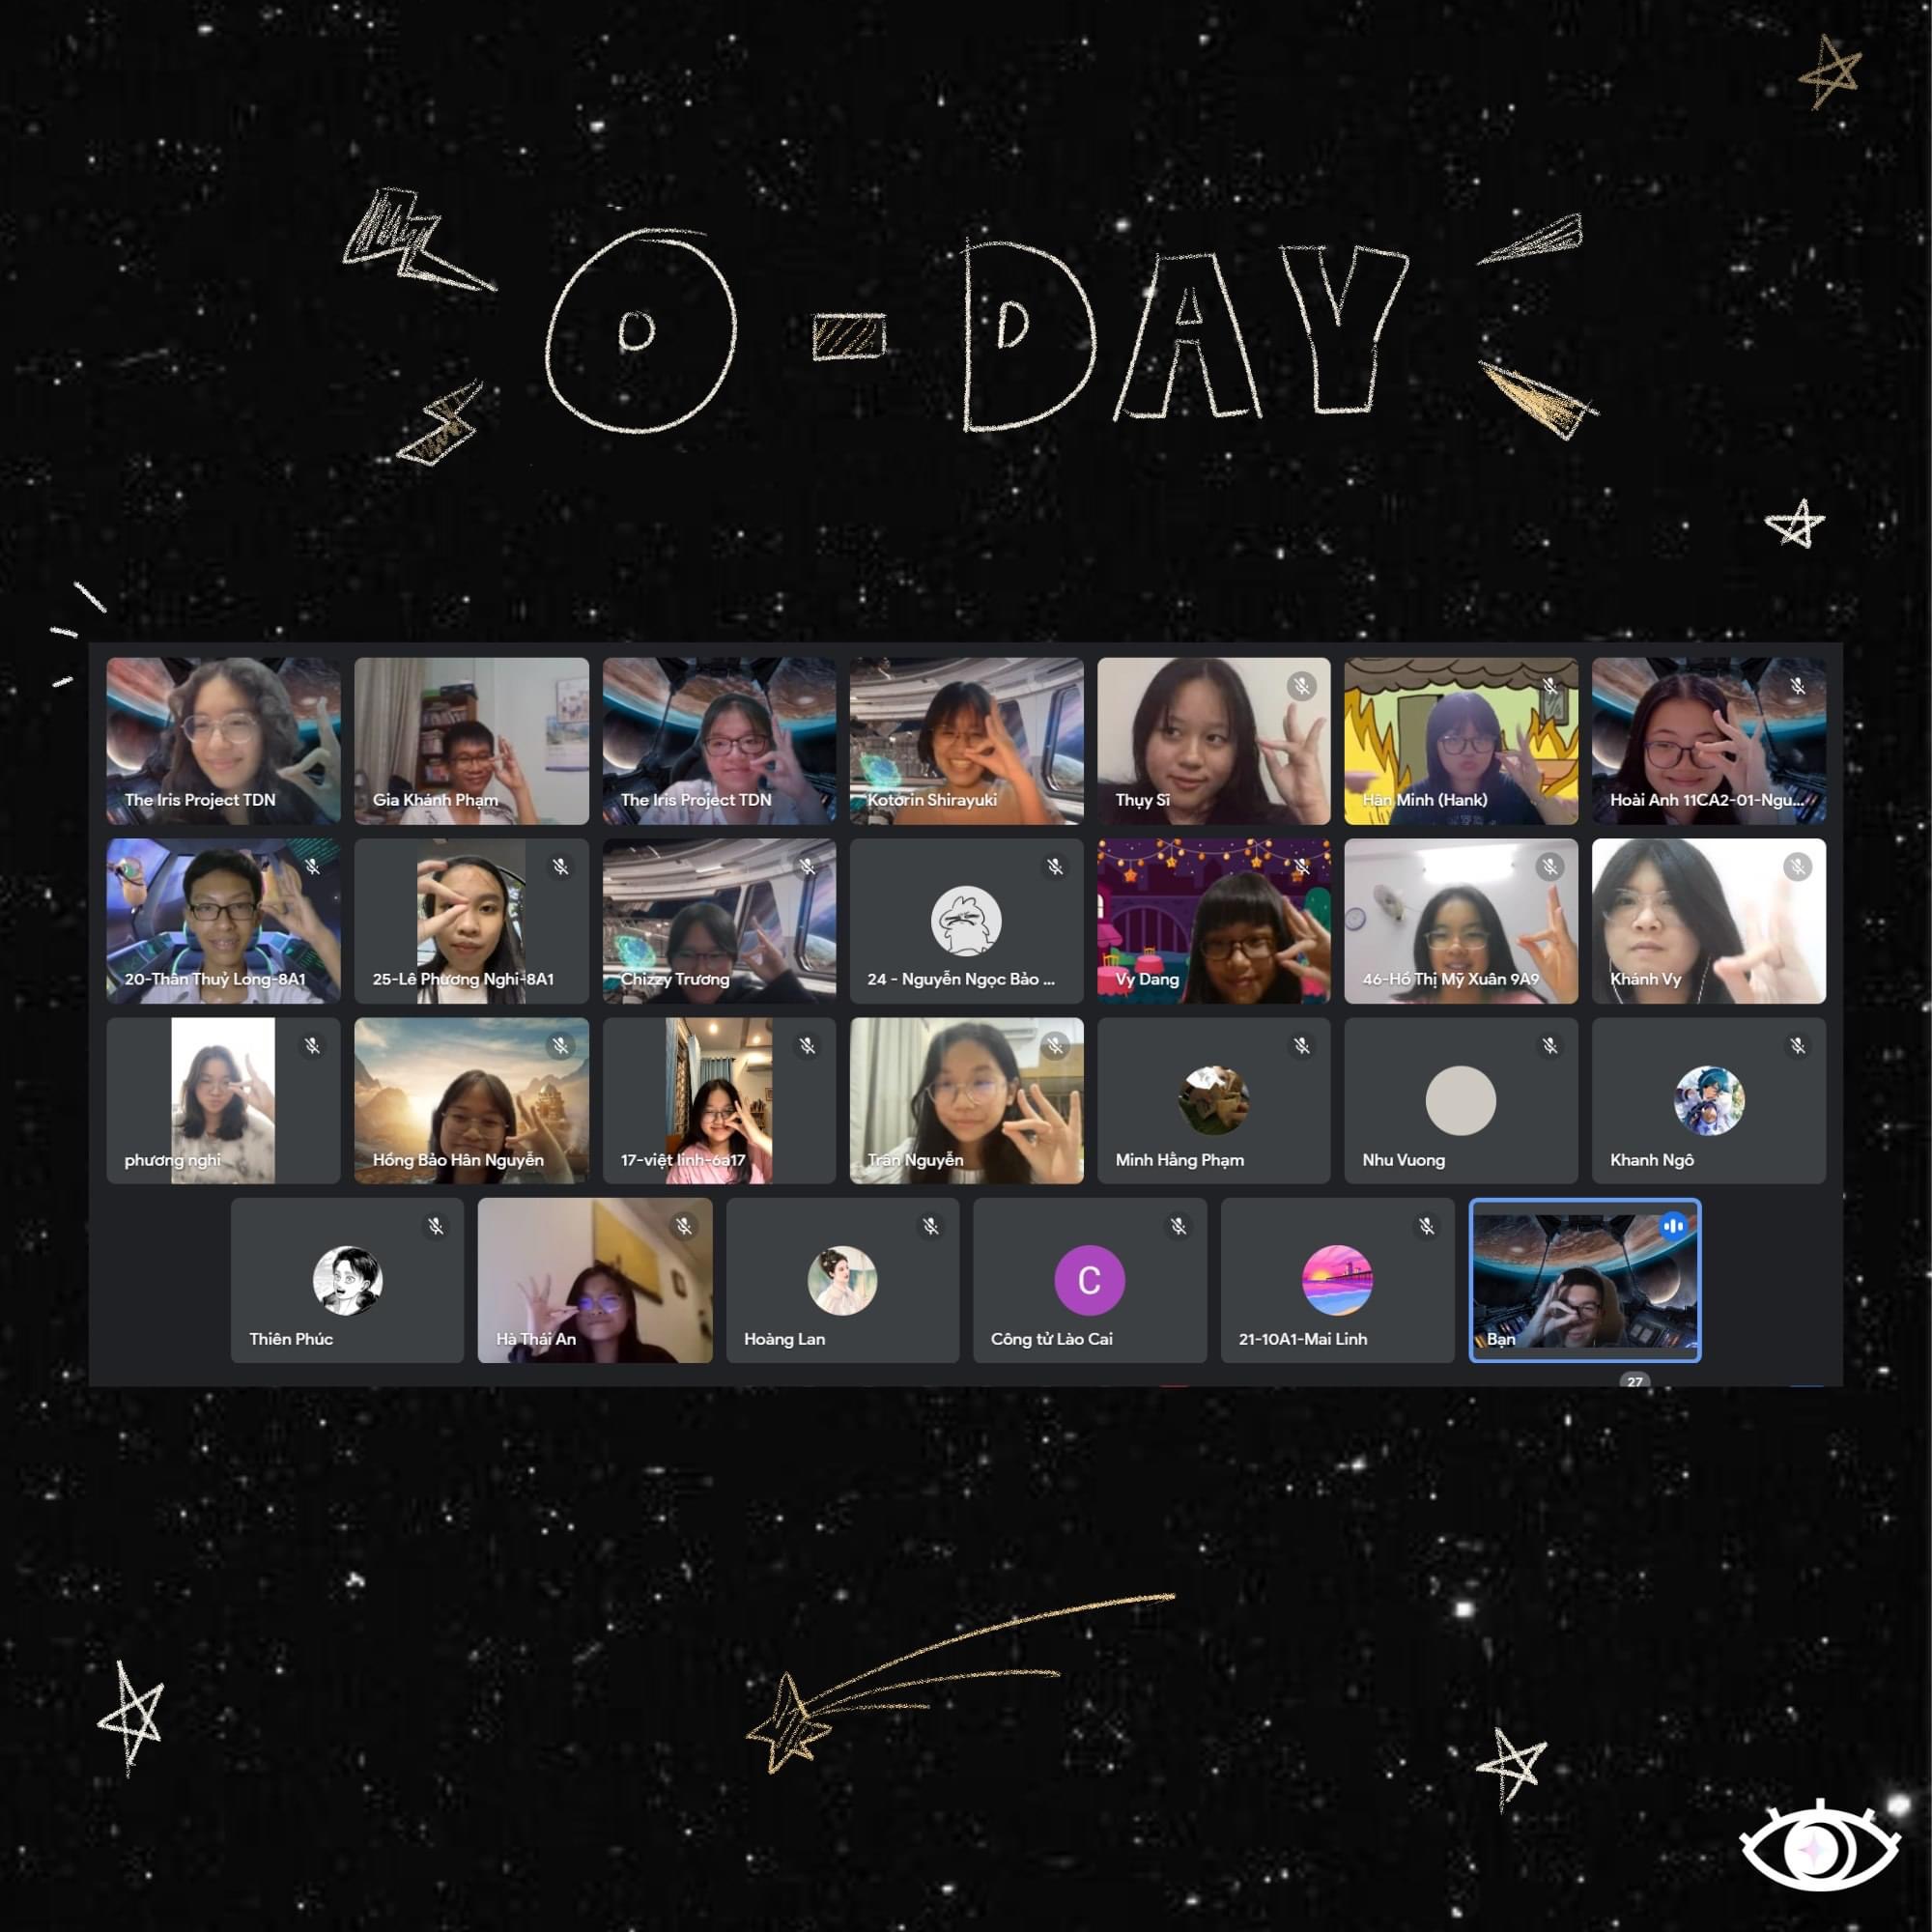 O - DAY
The Iris Project TDN
Gia Khánh Phạm
The Iris Project TDN
Kotorin Shirayuki
Thụy Sĩ
Hân Minh (Hank)
Hoài Anh 11CA2-01-Ngu...
20-Thân Thuỷ Long-8A1
25-Lê Phương Nghi-8A1
Chizzy Trương
24 - Nguyễn Ngọc Bảo ...
Vy Dang
46-Hồ Thị Mỹ Xuân 9A9
Khánh Vy
phương nghi
Hồng Bảo Hân Nguyễn
17-việt linh-6a17
Trân Nguyễn
Minh Hằng Phạm
Nhu Vuong
Khanh Ngô
Thiên Phúc
Hà Thái An
Hoàng Lan
C
Công tử Lào Cai
21-10A1-Mai Linh
Bạn
27